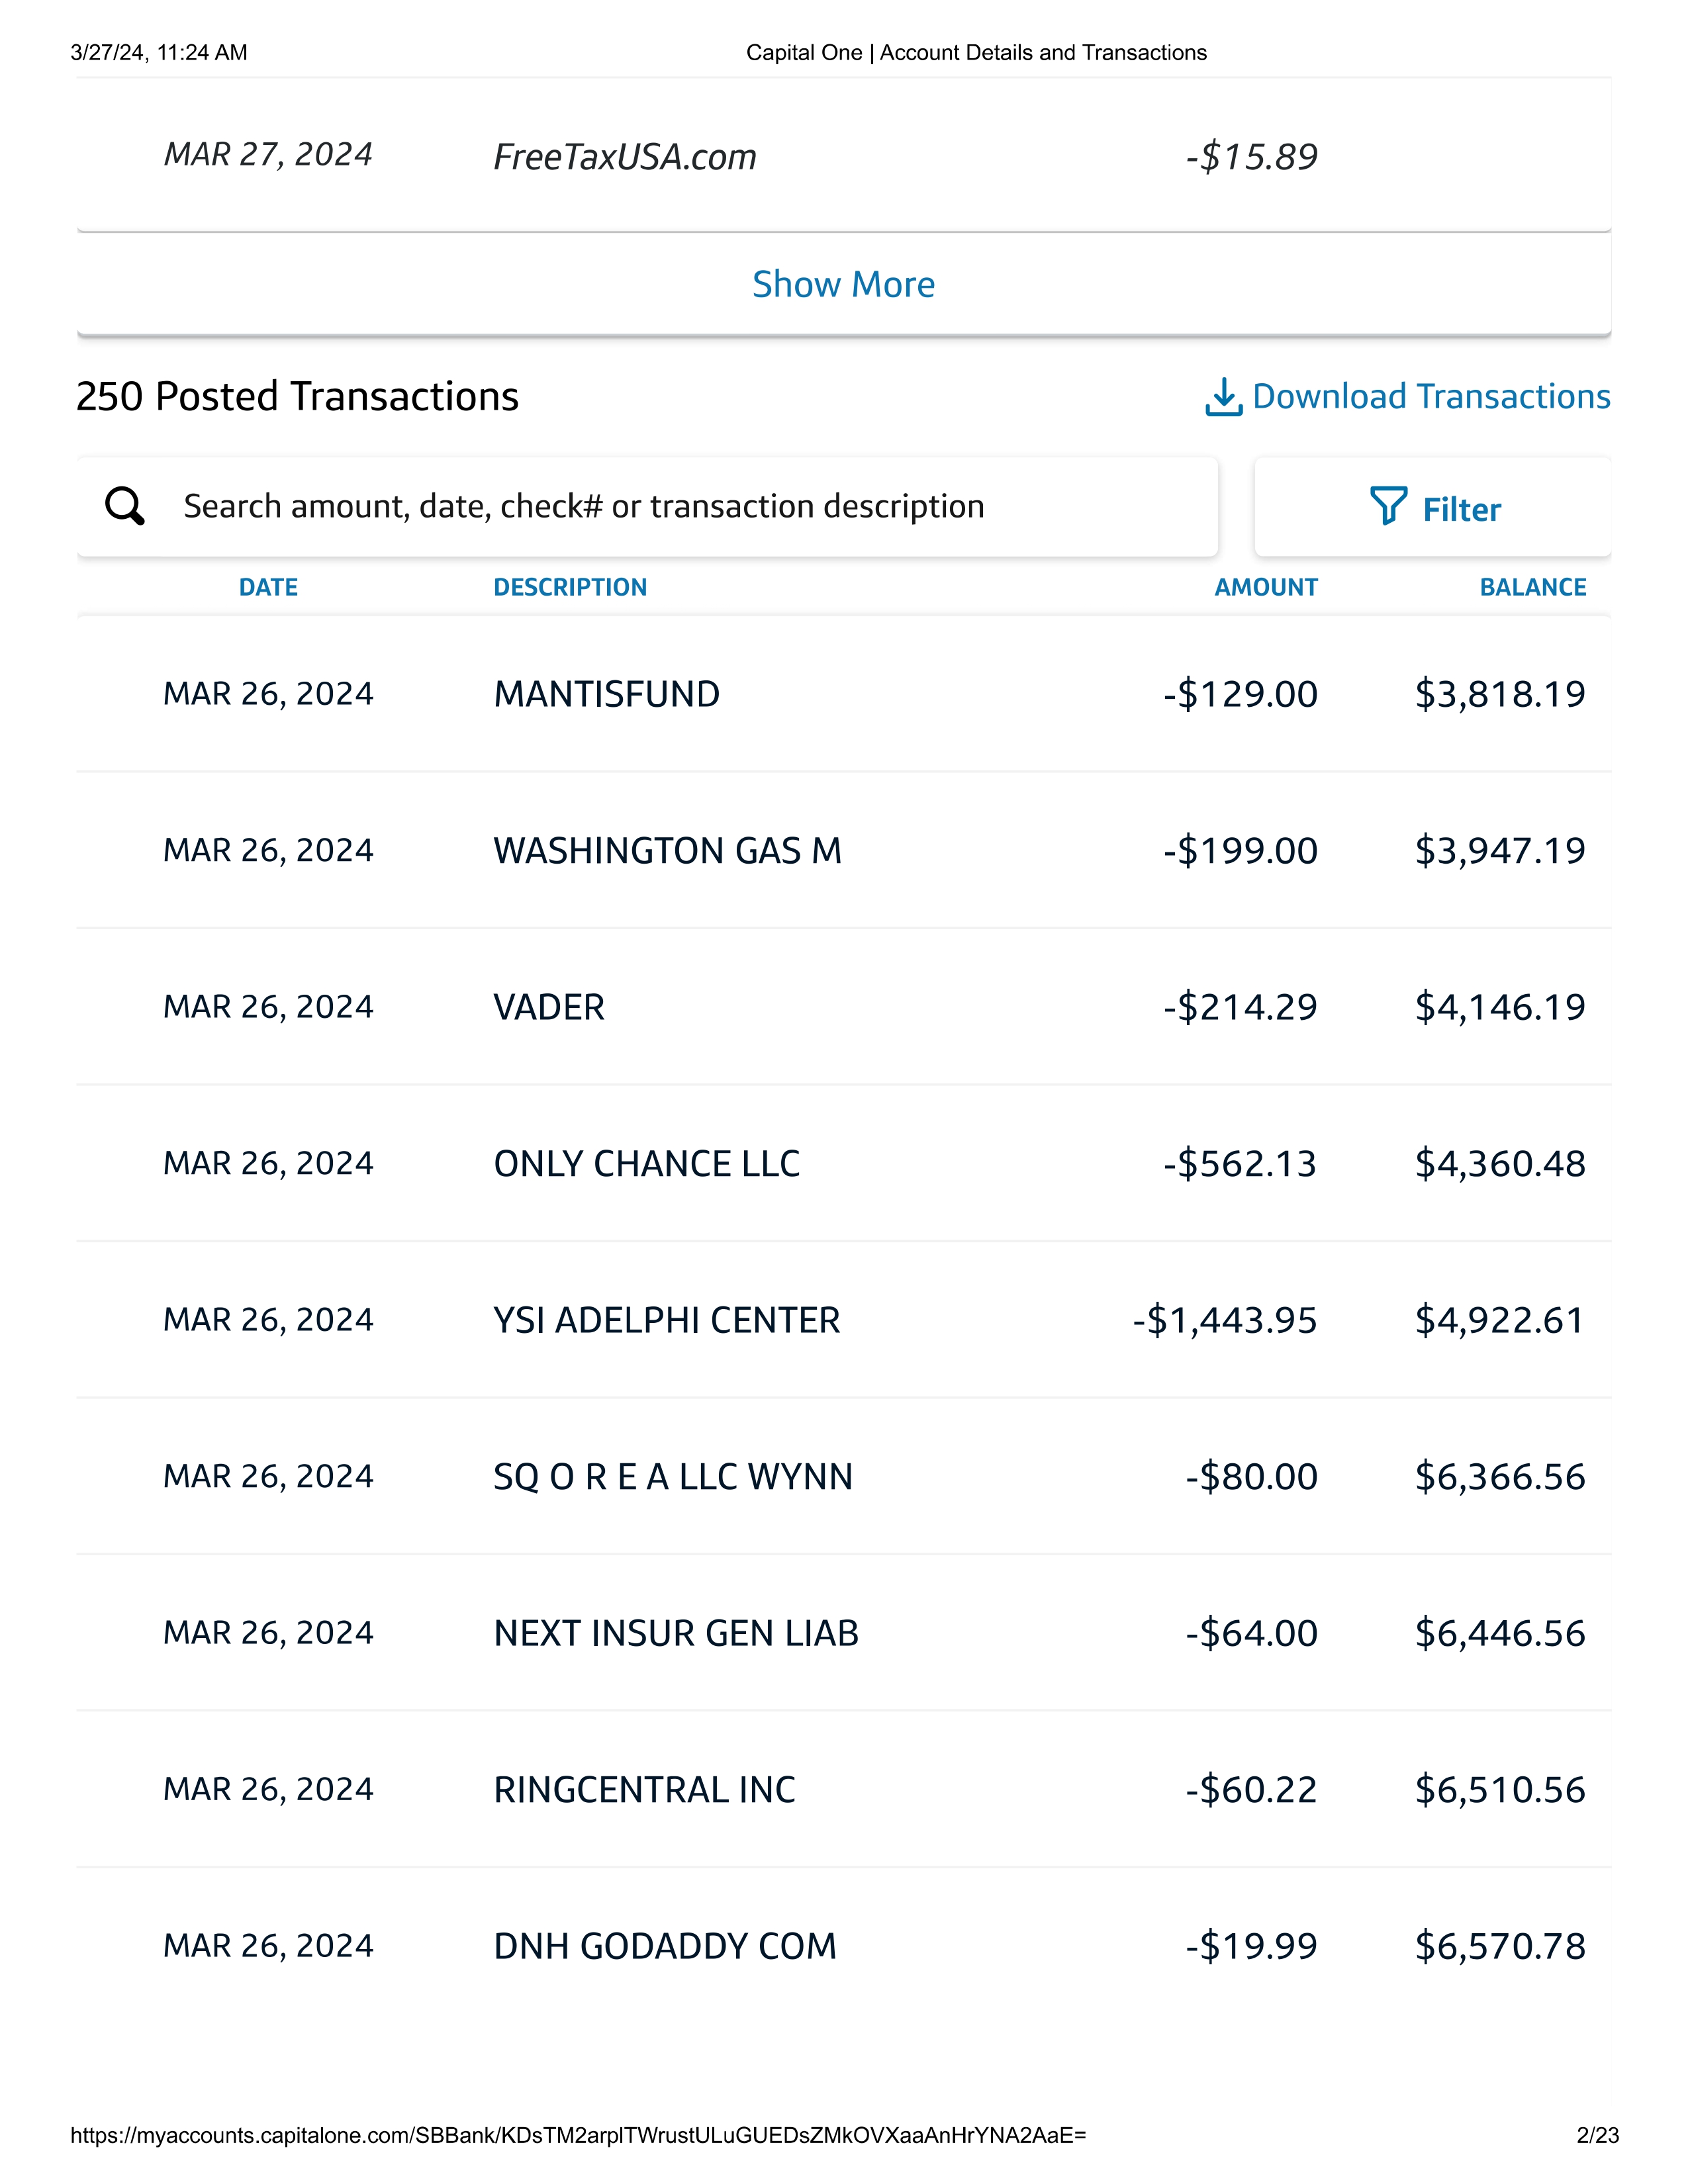 3/27/24, 11:24 AM Capital One | Account Details and Transactions
MAR 27, 2024 FreeTaxUSA.com -$15.89
Show More
250 Posted Transactions Download Transactions
Search amount, date, check# or transaction description Filter
DATE DESCRIPTION AMOUNT BALANCE
MAR 26, 2024 MANTISFUND -$129.00 $3,818.19
MAR 26, 2024 WASHINGTON GAS M -$199.00 $3,947.19
MAR 26, 2024 VADER -$214.29 $4,146.19
MAR 26, 2024 ONLY CHANCE LLC -$562.13 $4,360.48
MAR 26, 2024 YSI ADELPHI CENTER -$1,443.95 $4,922.61
MAR 26, 2024 SQ O R E A LLC WYNN -$80.00 $6,366.56
MAR 26, 2024 NEXT INSUR GEN LIAB -$64.00 $6,446.56
MAR 26, 2024 RINGCENTRAL INC -$60.22 $6,510.56
MAR 26, 2024 DNH GODADDY COM -$19.99 $6,570.78
https://myaccounts.capitalone.com/SBBank/KDsTM2arplTWrustULuGUEDsZMkOVXaaAnHrYNA2AaE= 2/23